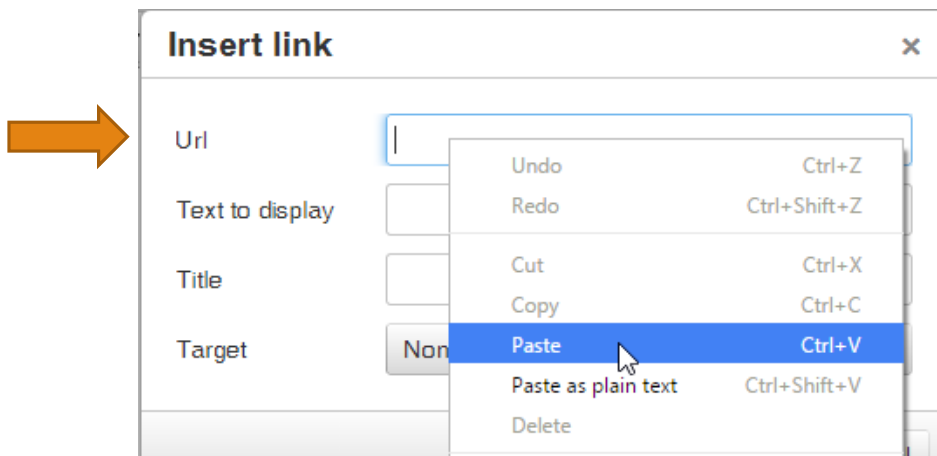 Insert link ×
Url
Undo Ctrl+Z
Text to display
Redo Ctrl+Shift+Z
Cut Ctrl+X
Title
Copy Ctrl+C
Target
Paste Ctrl+V
Paste as plain text Ctrl+Shift+V
Delete